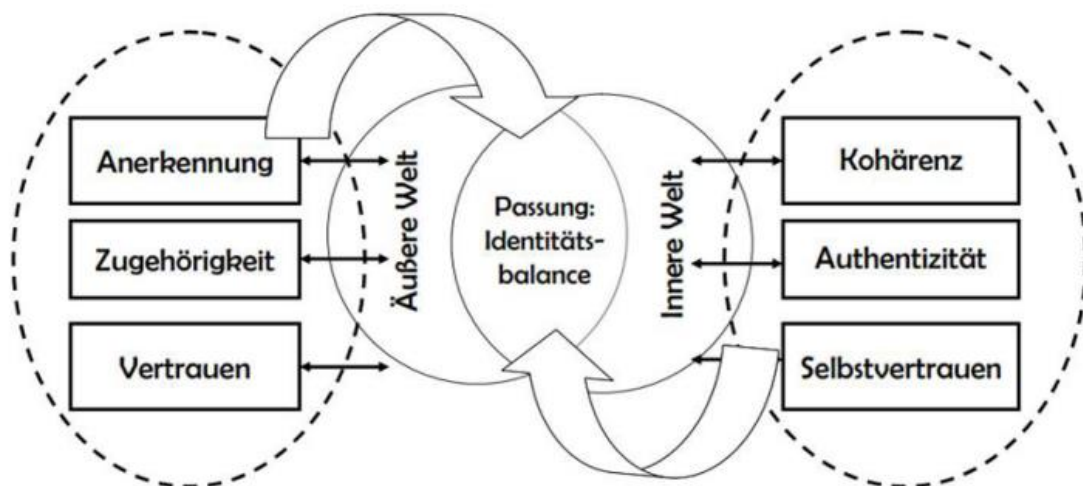 Anerkennung
Zugehörigkeit
Vertrauen
Äußere Welt
Passung:
Identitäts-
balance
Innere Welt
Kohärenz
Authentizität
Selbstvertrauen